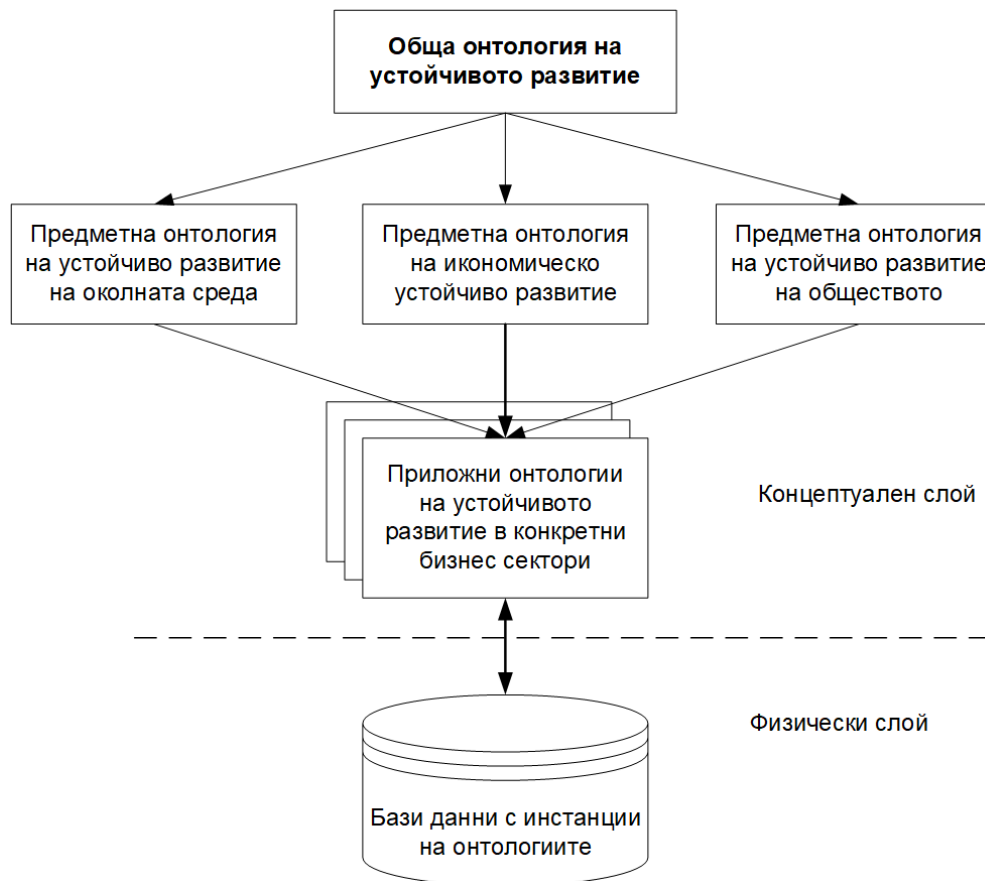 Обща онтология на
устойчивото развитие
Предметна онтология
на устойчиво развитие
на околната среда
Предметна онтология
на икономическо
устойчиво развитие
Предметна онтология
на устойчиво развитие
на обществото
Приложни онтологии
на устойчивото
развитие в конкретни
бизнес сектори
Концептуален слой
Физически слой
Бази данни с инстанции
на онтологиите